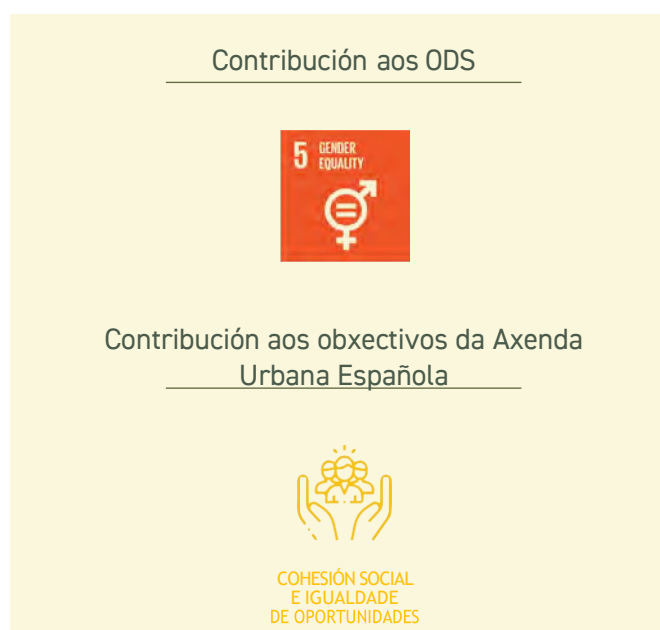 Contribución aos ODS
5 GENDER
EQUALITY
Contribución aos obxectivos da Axenda
Urbana Española
COHESIÓN SOCIAL
E IGUALDADE
DE OPORTUNIDADES